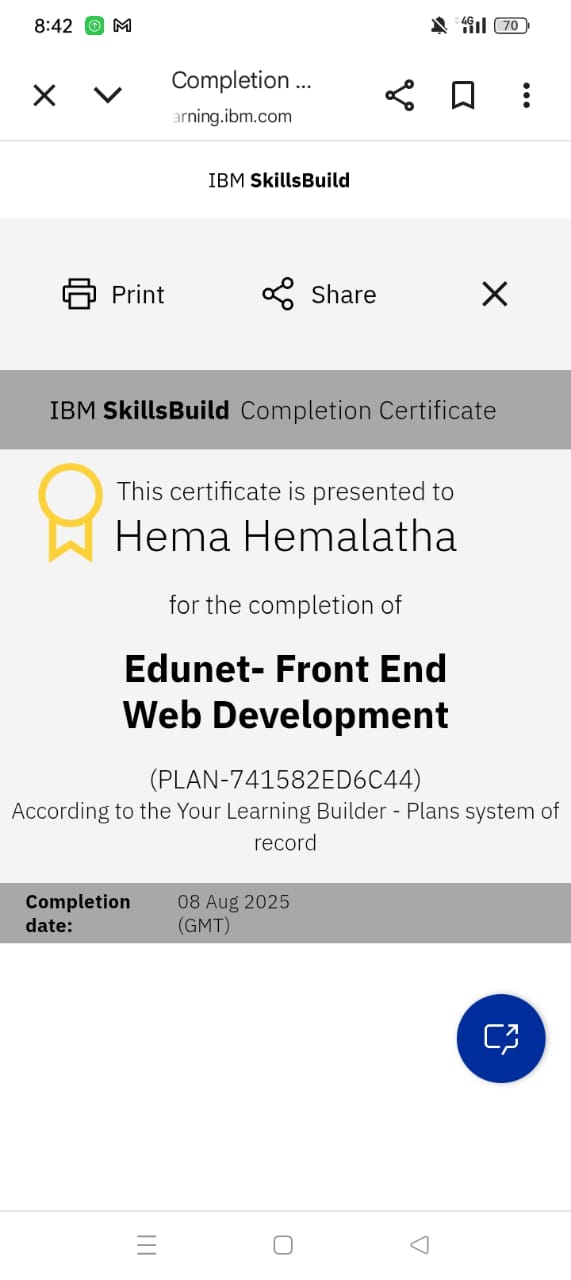 8:42 4G 70
Completion ...
arning.ibm.com
IBM SkillsBuild
Print Share
IBM SkillsBuild Completion Certificate
This certificate is presented to
Hema Hemalatha
for the completion of
Edunet- Front End
Web Development
(PLAN-741582ED6C44)
According to the Your Learning Builder - Plans system of
record
Completion 08 Aug 2025
date: (GMT)